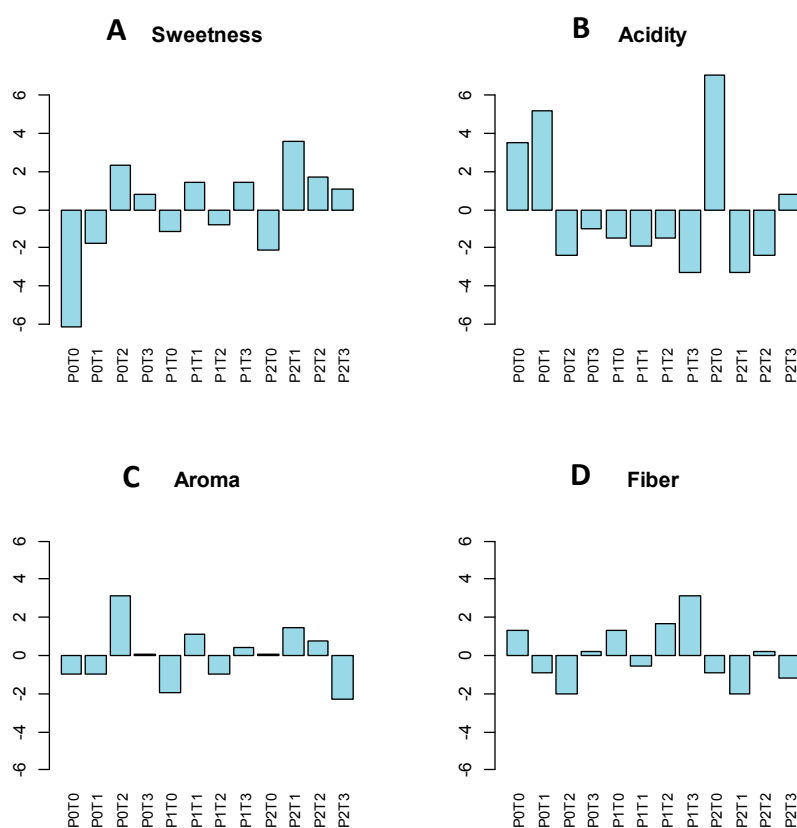 A Sweetness
6
4
2
0
-2
-4
-6
P0T0
P0T1
P0T2
P0T3
P1T0
P1T1
P1T2
P1T3
P2T0
P2T1
P2T2
P2T3
B Acidity
6
4
2
0
-2
-4
-6
P0T0
P0T1
P0T2
P0T3
P1T0
P1T1
P1T2
P1T3
P2T0
P2T1
P2T2
P2T3
C Aroma
6
4
2
0
-2
-4
-6
P0T0
P0T1
P0T2
P0T3
P1T0
P1T1
P1T2
P1T3
P2T0
P2T1
P2T2
P2T3
D Fiber
6
4
2
0
-2
-4
-6
P0T0
P0T1
P0T2
P0T3
P1T0
P1T1
P1T2
P1T3
P2T0
P2T1
P2T2
P2T3